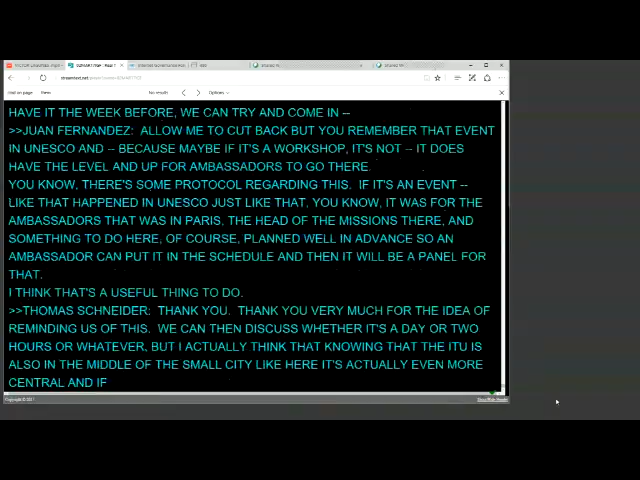 No results
Options
HAVE IT THE WEEK BEFORE, WE CAN TRY AND COME IN --
>>JUAN FERNANDEZ:  ALLOW ME TO CUT BACK BUT YOU REMEMBER THAT EVENT
IN UNESCO AND -- BECAUSE MAYBE IF IT'S A WORKSHOP, IT'S NOT -- IT DOES
HAVE THE LEVEL AND UP FOR AMBASSADORS TO GO THERE.
YOU KNOW, THERE'S SOME PROTOCOL REGARDING THIS.  IF IT'S AN EVENT --
LIKE THAT HAPPENED IN UNESCO JUST LIKE THAT, YOU KNOW, IT WAS FOR THE
AMBASSADORS THAT WAS IN PARIS, THE HEAD OF THE MISSIONS THERE, AND
SOMETHING TO DO HERE, OF COURSE, PLANNED WELL IN ADVANCE SO AN
AMBASSADOR CAN PUT IT IN THE SCHEDULE AND THEN IT WILL BE A PANEL FOR
THAT.
I THINK THAT'S A USEFUL THING TO DO.
>>THOMAS SCHNEIDER:  THANK YOU.  THANK YOU VERY MUCH FOR THE IDEA OF
REMINDING US OF THIS.  WE CAN THEN DISCUSS WHETHER IT'S A DAY OR TWO
HOURS OR WHATEVER, BUT I ACTUALLY THINK THAT KNOWING THAT THE ITU IS
ALSO IN THE MIDDLE OF THE SMALL CITY LIKE HERE IT'S ACTUALLY EVEN MORE
CENTRAL AND IF